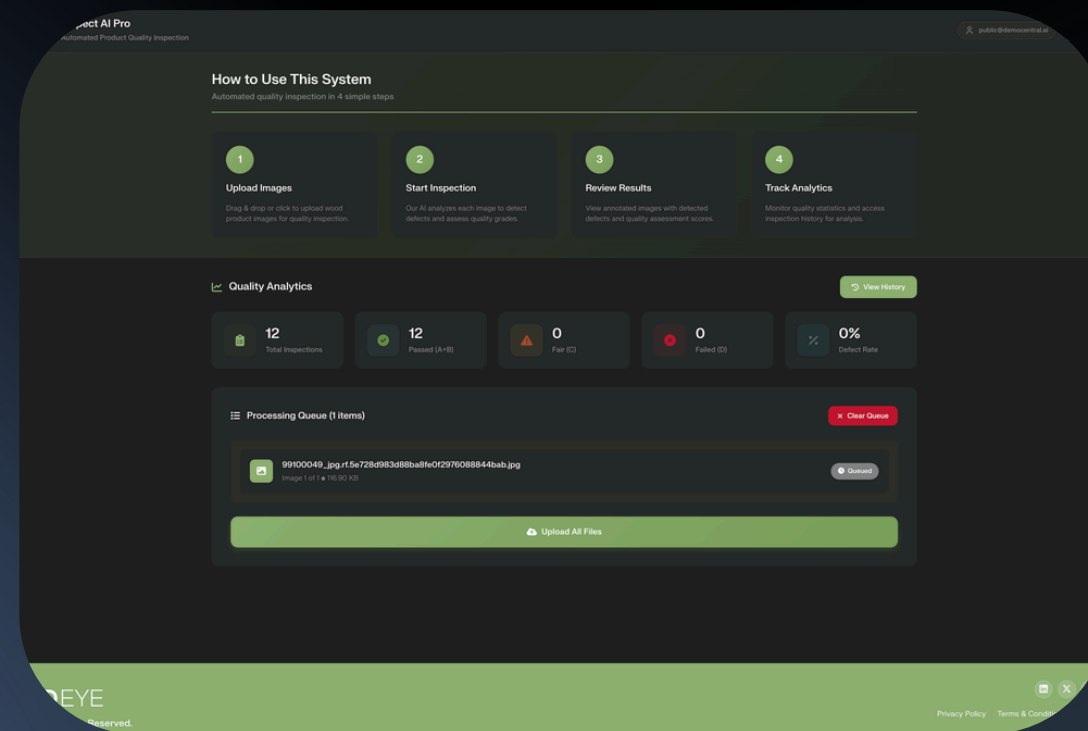 pect AI Pro
Automated Product Quality Inspection
public@democentral.ai
How to Use This System
Automated quality inspection in 4 simple steps
1
Upload Images
Drag & drop or click to upload wood
product images for quality inspection.
2
Start Inspection
Our AI analyzes each image to detect
defects and assess quality grades.
3
Review Results
View annotated images with detected
defects and quality assessment scores.
4
Track Analytics
Monitor quality statistics and access
inspection history for analysis.
Quality Analytics
View History
12
Total Inspections
12
Passed (A+B)
0
Fair (C)
0
Failed (D)
0%
Defect Rate
Processing Queue (1 items)
Clear Queue
99100049_jpg.rf.5e728d983d88ba8fe0f2976088844bab.jpg
Image 1 of 1 • 116.90 KB
Queued
Upload All Files
EYE
Reserved.
Privacy Policy
Terms & Conditi